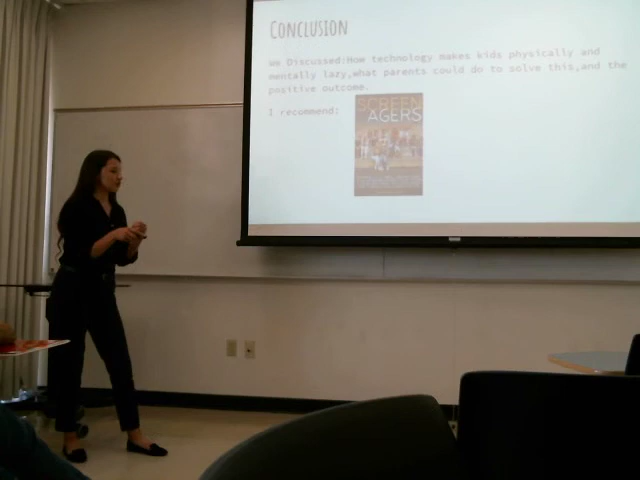 Conclusion
we Discussed:How technology makes kids physically and
mentally lazy,what parents could do to solve this,and the
positive outcome.
I recommend:
SCREEN
AGERS